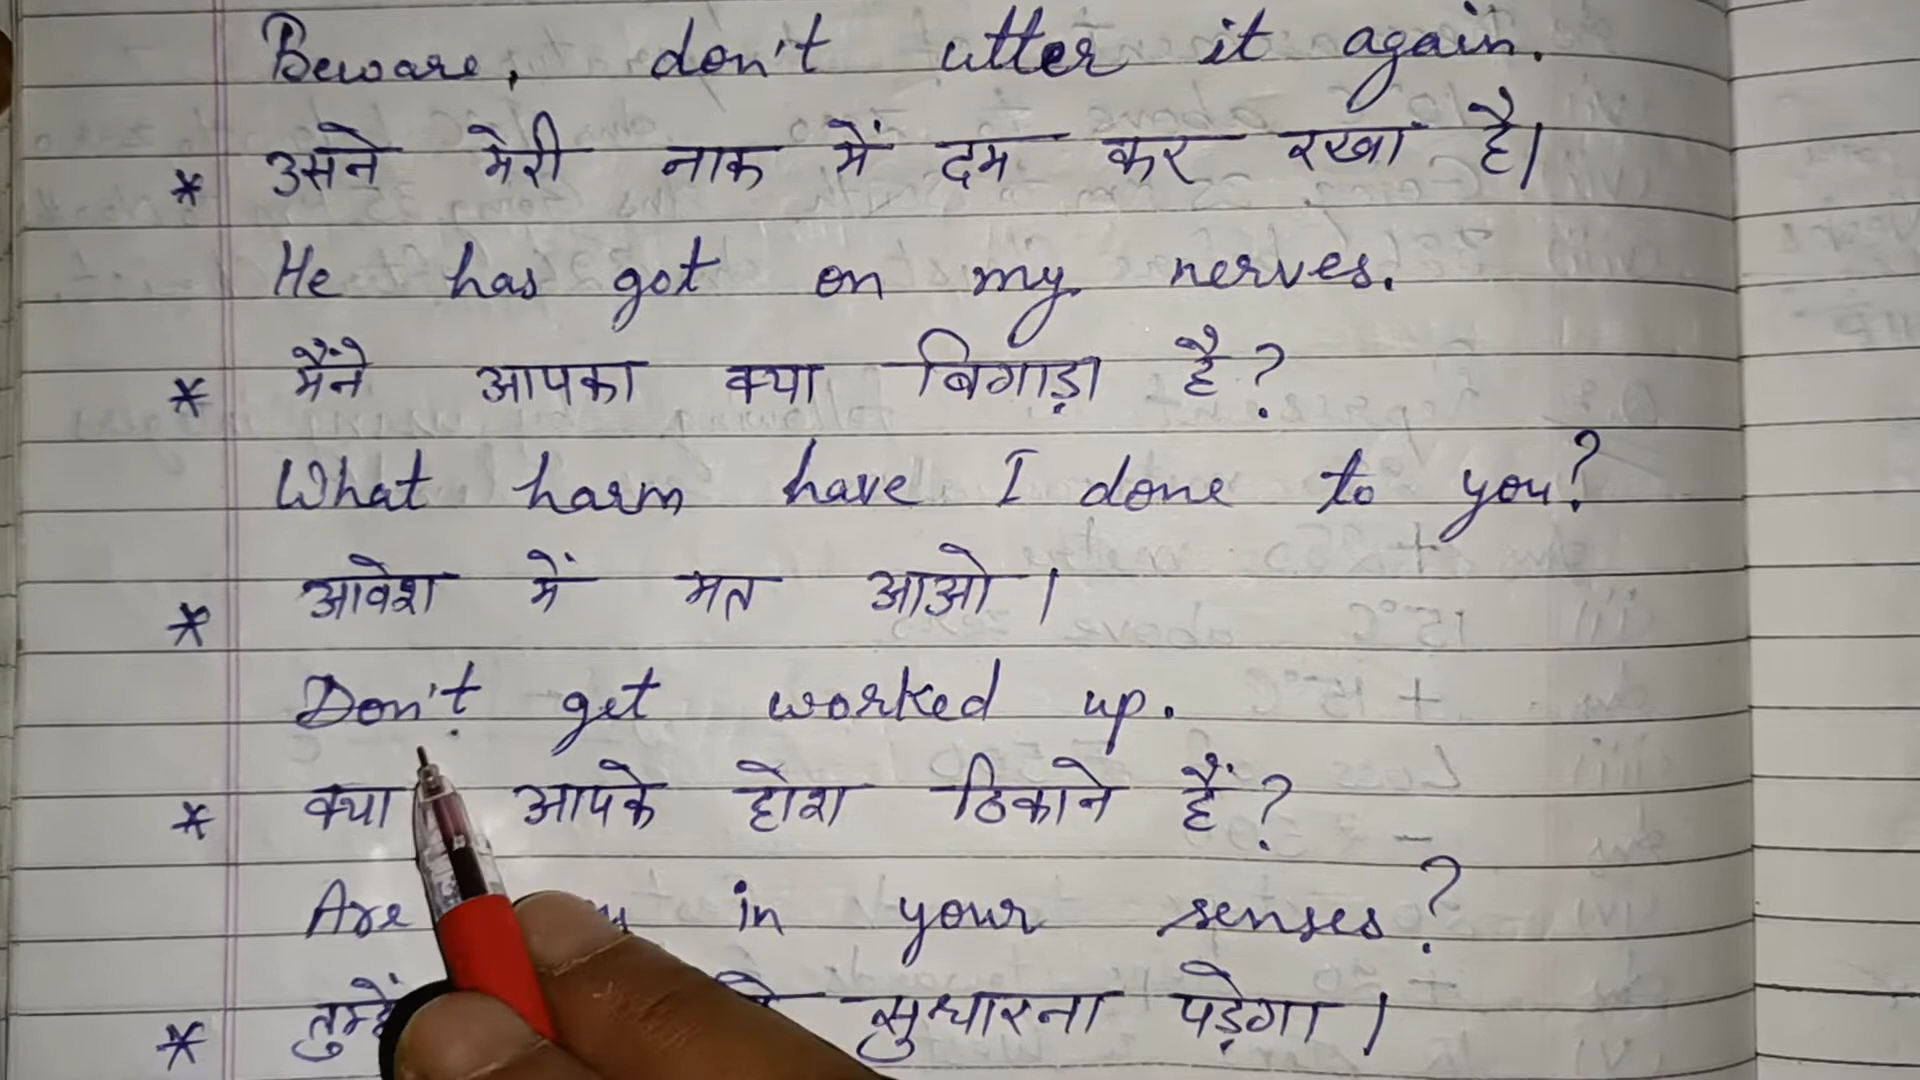 Beware, don't utter it again.
* उसने मेरी नाक में दम कर रखा है।
He has got on my nerves.
* मैंने आपका क्या बिगाड़ा है?
What harm have I done to you?
* आवेश में मत आओ।
Don't get worked up.
* क्या आपके होश ठिकाने हैं?
Are in your senses?
* तुम्हें सुधारना पड़ेगा।